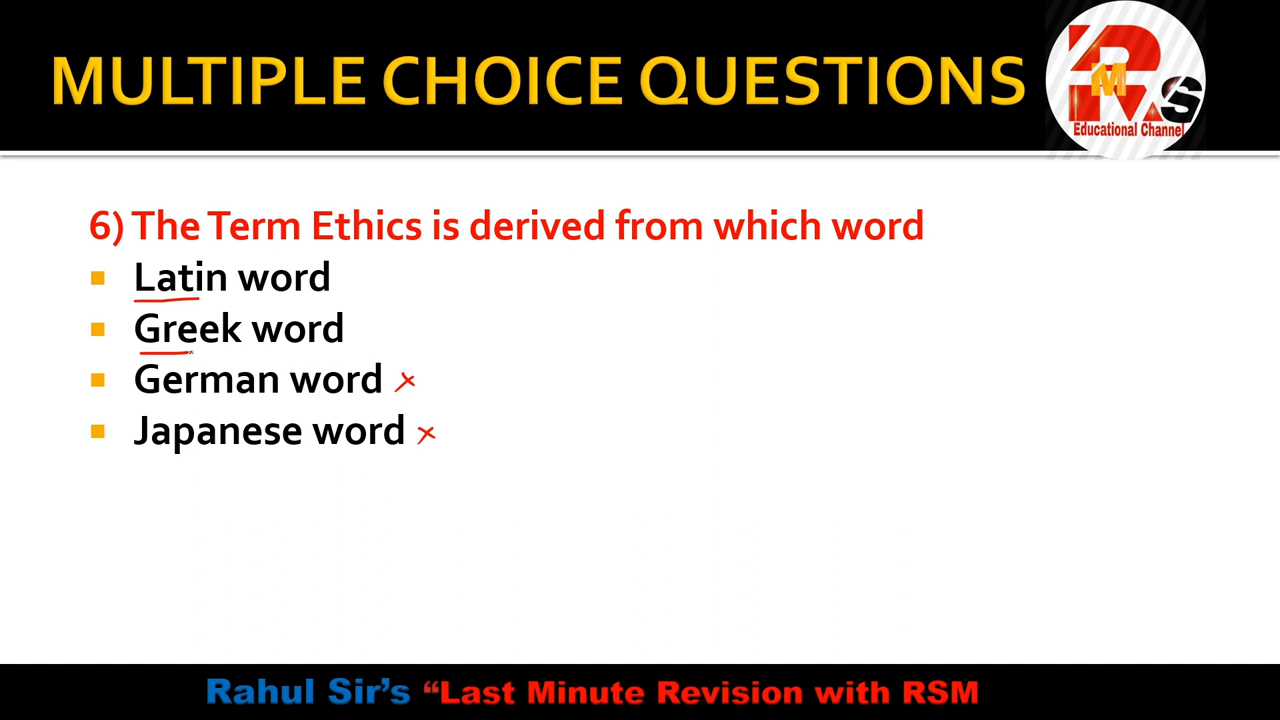 MULTIPLE CHOICE QUESTIONS
RMS
Educational Channel
6) The Term Ethics is derived from which word
Latin word
Greek word
German word
Japanese word
Rahul Sir's "Last Minute Revision with RSM